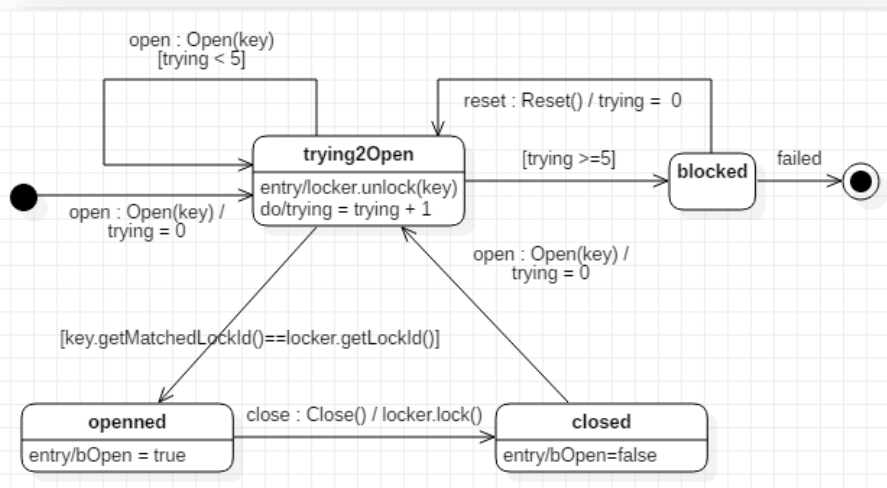 open : Open(key)
[trying < 5]
reset : Reset() / trying =  0
trying2Open
[trying >=5]
failed
blocked
entry/locker.unlock(key)
do/trying = trying + 1
open : Open(key) /
trying = 0
open : Open(key) /
trying = 0
[key.getMatchedLockId()==locker.getLockId()]
openned
close : Close() / locker.lock()
closed
entry/bOpen = true
entry/bOpen=false